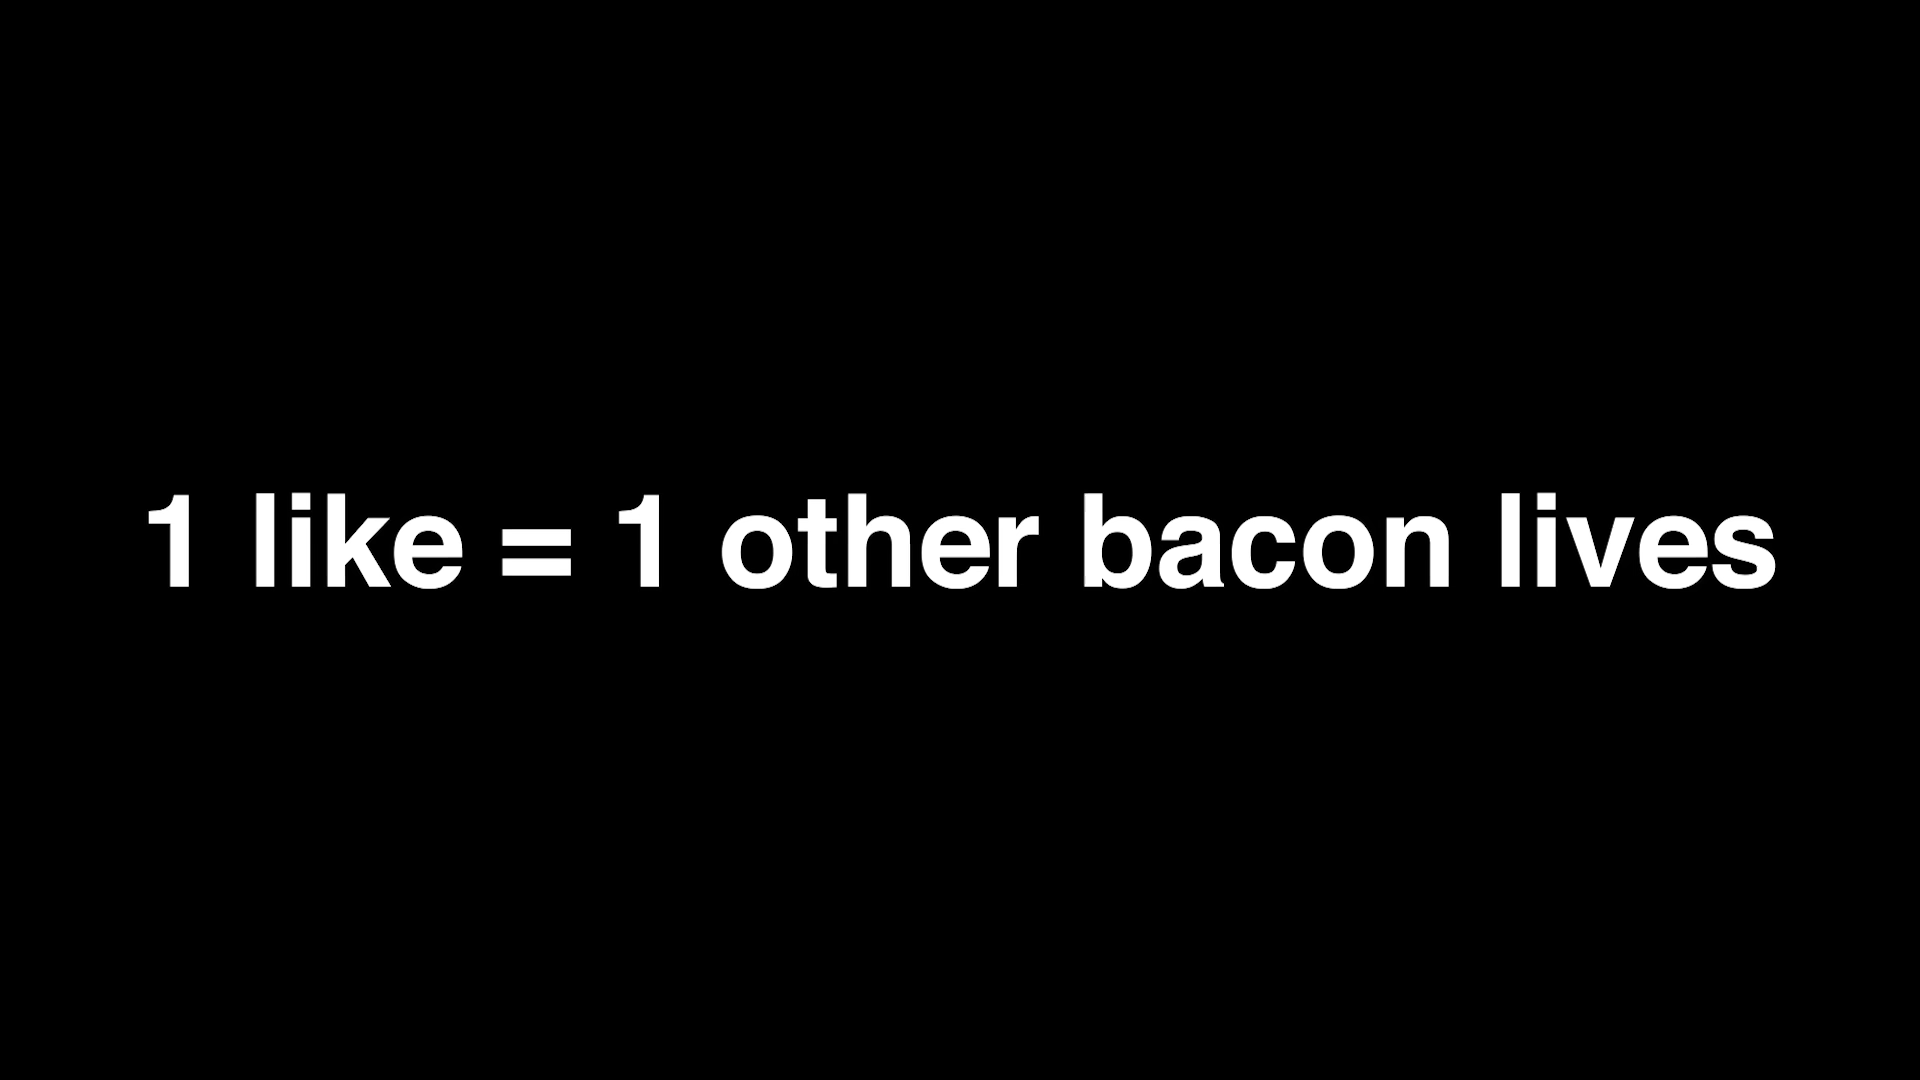 1 like = 1 other bacon lives